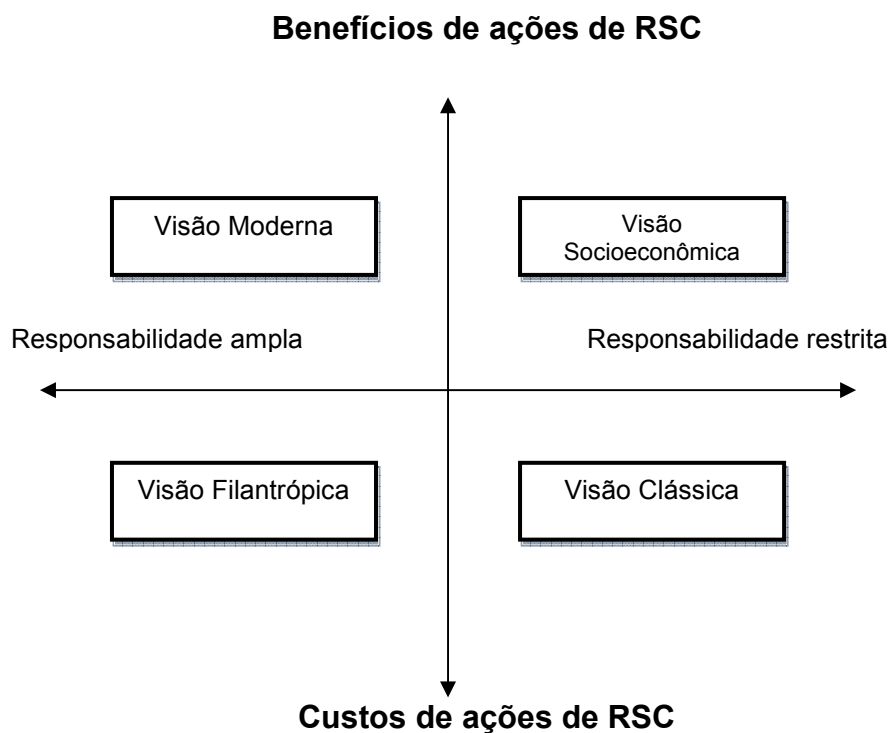 Benefícios de ações de RSC
Visão Moderna
Visão
Socioeconômica
Responsabilidade ampla
Responsabilidade restrita
Visão Filantrópica
Visão Clássica
Custos de ações de RSC